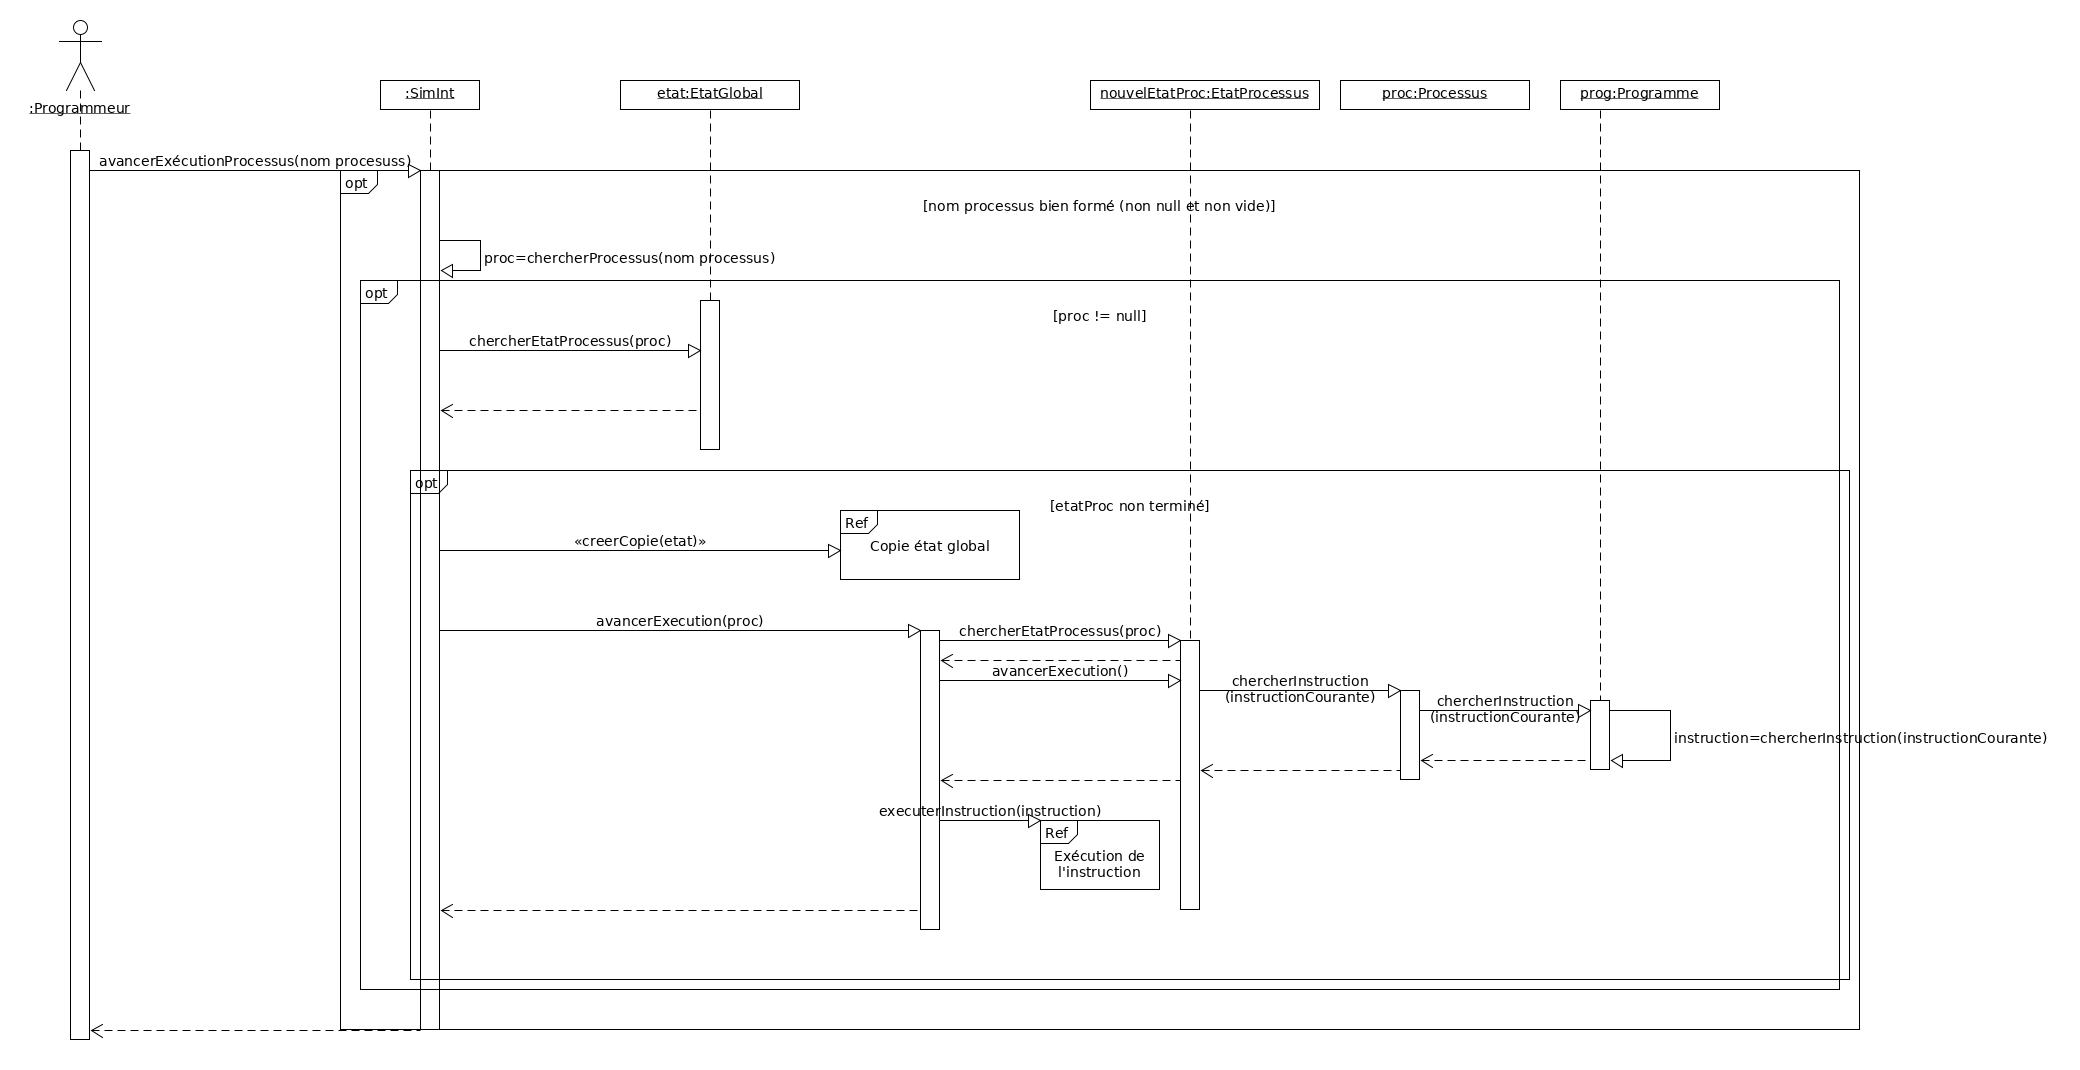 :Programmeur
:SimInt
etat:EtatGlobal
nouvelEtatProc:EtatProcessus
proc:Processus
prog:Programme
avancerExécutionProcessus(nom procesuss)
opt
[nom processus bien formé (non null et non vide)]
proc=chercherProcessus(nom processus)
opt
[proc != null]
chercherEtatProcessus(proc)
opt
[etatProc non terminé]
Ref
«creerCopie(etat)»
Copie état global
avancerExecution(proc)
chercherEtatProcessus(proc)
avancerExecution()
chercherInstruction
(instructionCourante)
chercherInstruction
(instructionCourante)
instruction=chercherInstruction(instructionCourante)
executerInstruction(instruction)
Ref
Exécution de
l'instruction